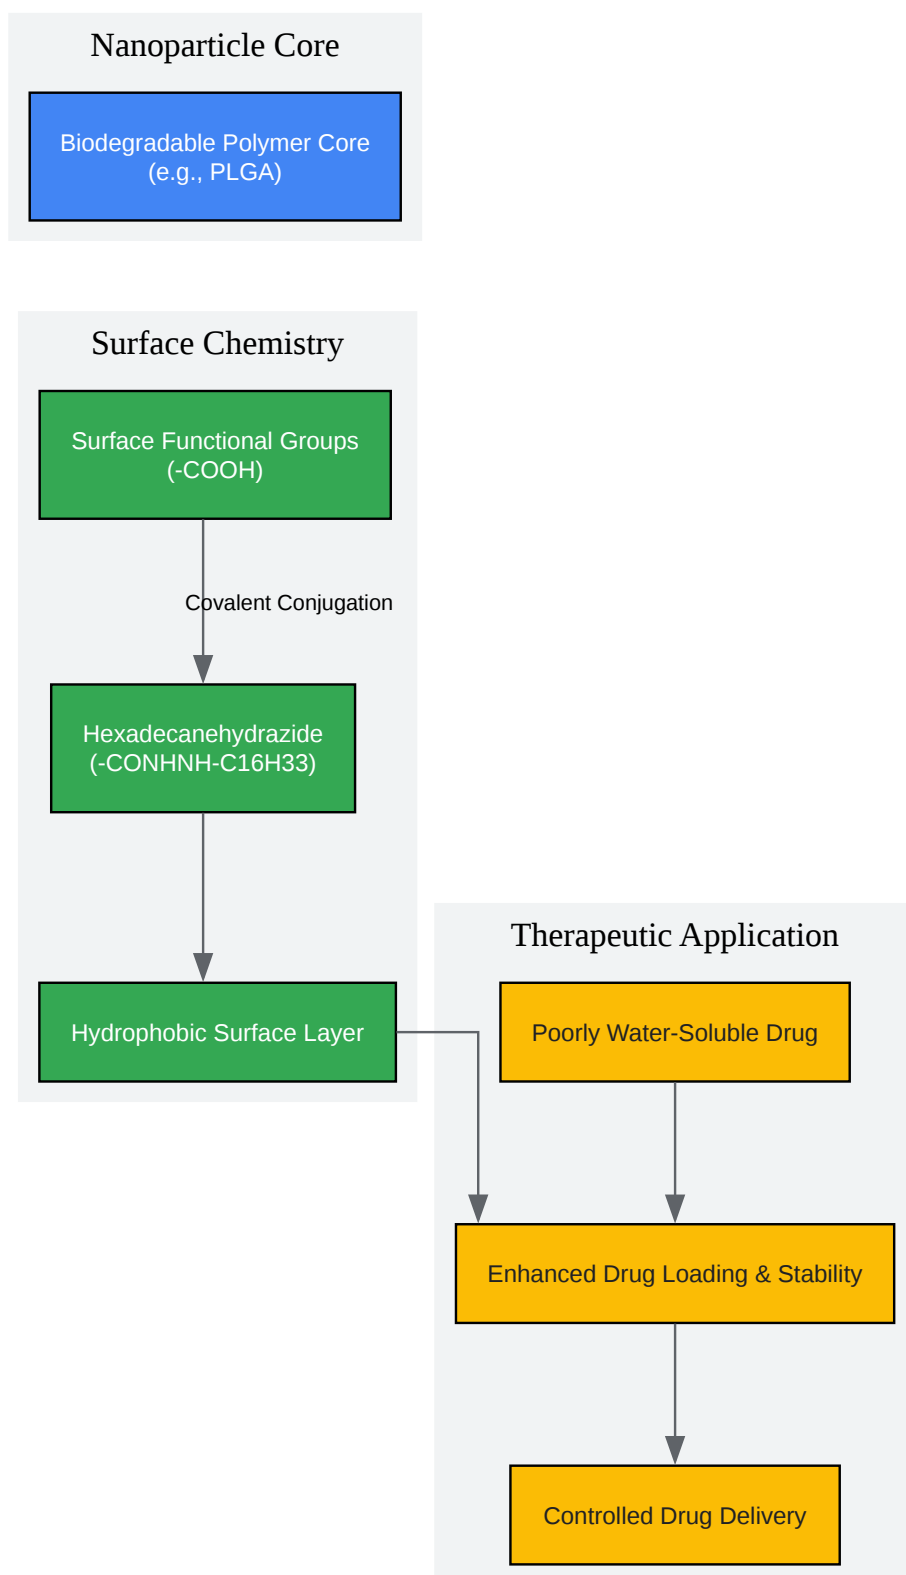 Nanoparticle Core
Biodegradable Polymer Core
(e.g., PLGA)
Surface Chemistry
Surface Functional Groups
(-COOH)
Covalent Conjugation
Hexadecanehydrazide
(-CONHNH-C16H33)
Hydrophobic Surface Layer
Therapeutic Application
Poorly Water-Soluble Drug
Enhanced Drug Loading & Stability
Controlled Drug Delivery